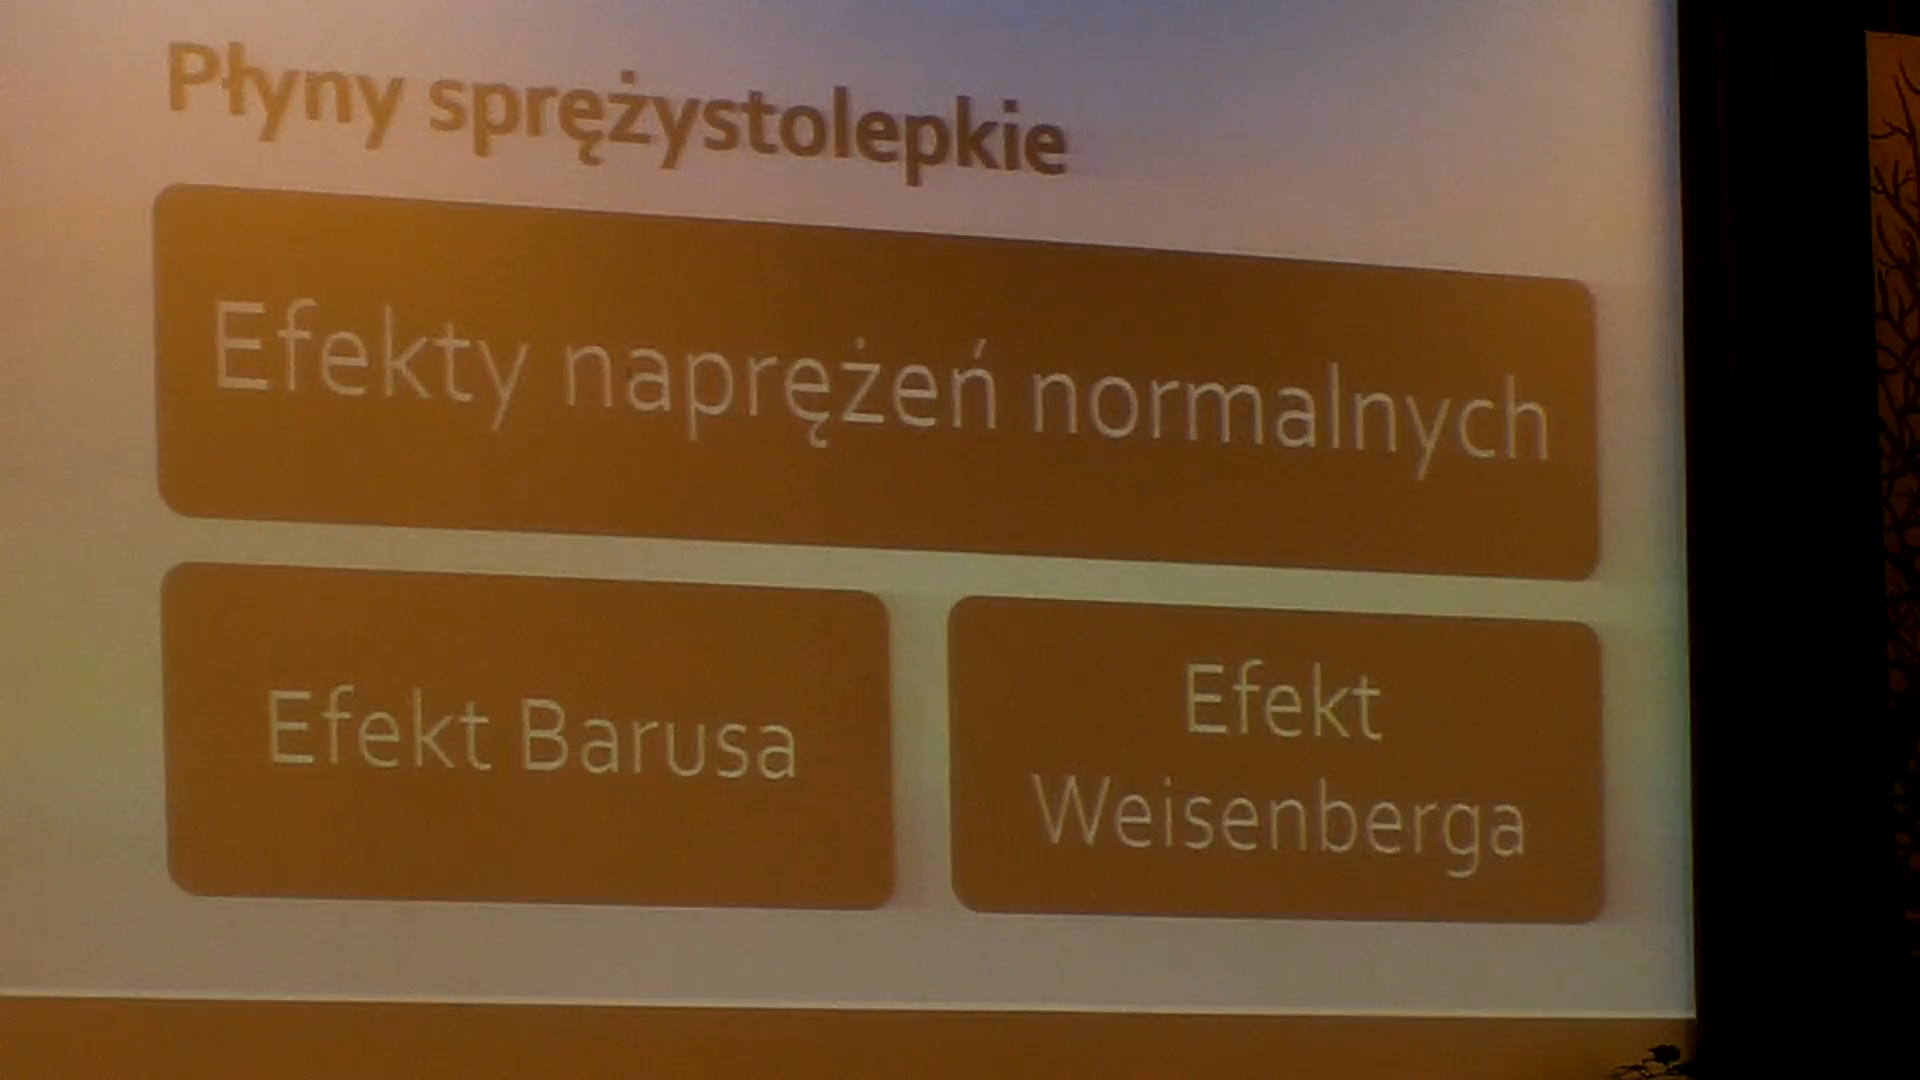 Płyny sprężystolepkie
Efekty naprężeń normalnych
Efekt Barusa
Efekt
Weisenberga